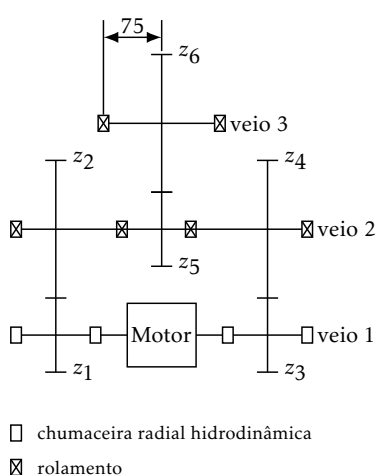 75
z6
veio 3
z2
z4
veio 2
z5
Motor
veio 1
z1
z3
chumaceira radial hidrodinâmica
rolamento